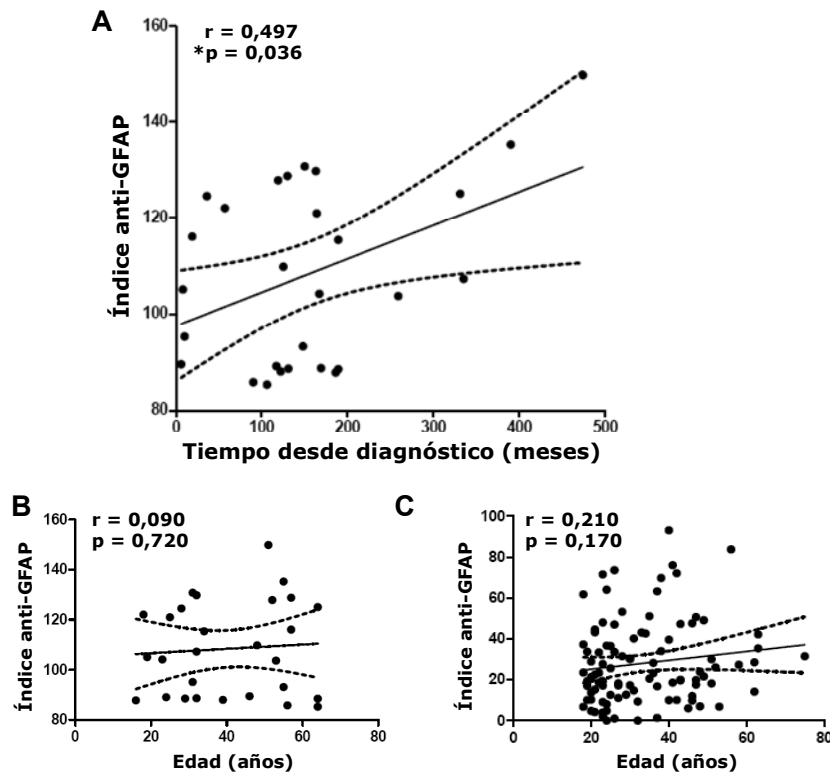 A
r = 0,497
*p = 0,036
160
140
120
100
80
Índice anti-GFAP
0
100
200
300
400
500
Tiempo desde diagnóstico (meses)
B
r = 0,090
p = 0,720
160
140
120
100
80
Índice anti-GFAP
0
20
40
60
80
Edad (años)
C
r = 0,210
p = 0,170
100
80
60
40
20
0
Índice anti-GFAP
0
20
40
60
80
Edad (años)